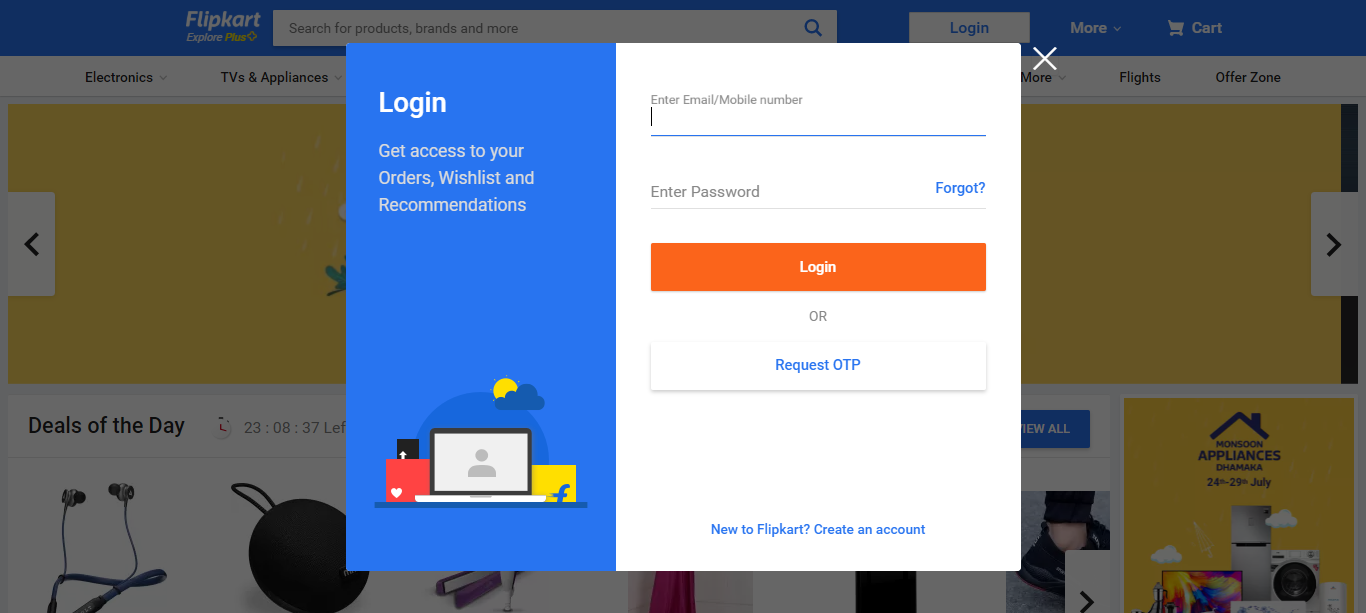 Flipkart
Explore Plus
Search for products, brands and more
Login
More
Cart
Electronics
TVs & Appliances
More
Flights
Offer Zone
Login
Get access to your
Orders, Wishlist and
Recommendations
Enter Email/Mobile number
Enter Password
Forgot?
Login
OR
Request OTP
New to Flipkart? Create an account
Deals of the Day
23 : 08 : 37 Lef
VIEW ALL
MONSOON
APPLIANCES
DHAMAKA
24th-29th July